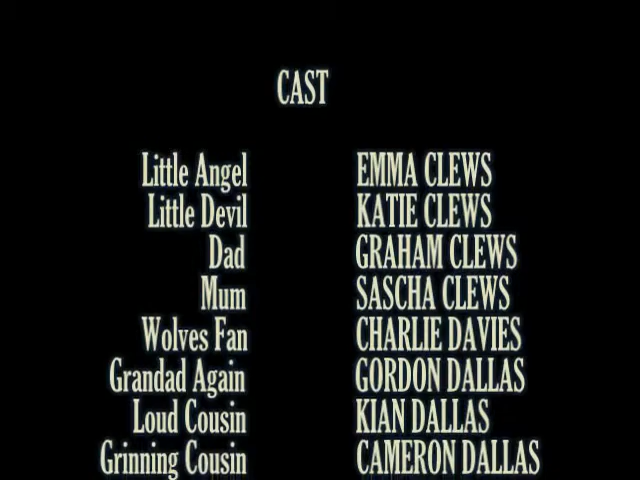 CAST
Little Angel EMMA CLEWS
Little Devil KATIE CLEWS
Dad GRAHAM CLEWS
Mum SASCHA CLEWS
Wolves Fan CHARLIE DAVIES
Grandad Again GORDON DALLAS
Loud Cousin KIAN DALLAS
Grinning Cousin CAMERON DALLAS